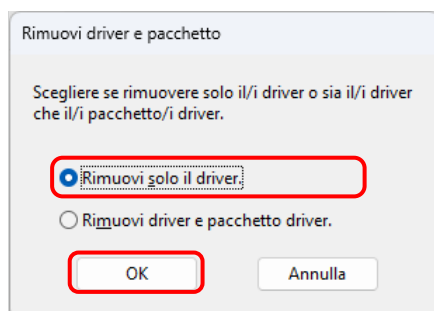 Rimuovi driver e pacchetto
Scegliere se rimuovere solo il/i driver o sia il/i driver
che il/i pacchetto/i driver.
Rimuovi solo il driver.
Rimuovi driver e pacchetto driver.
OK
Annulla